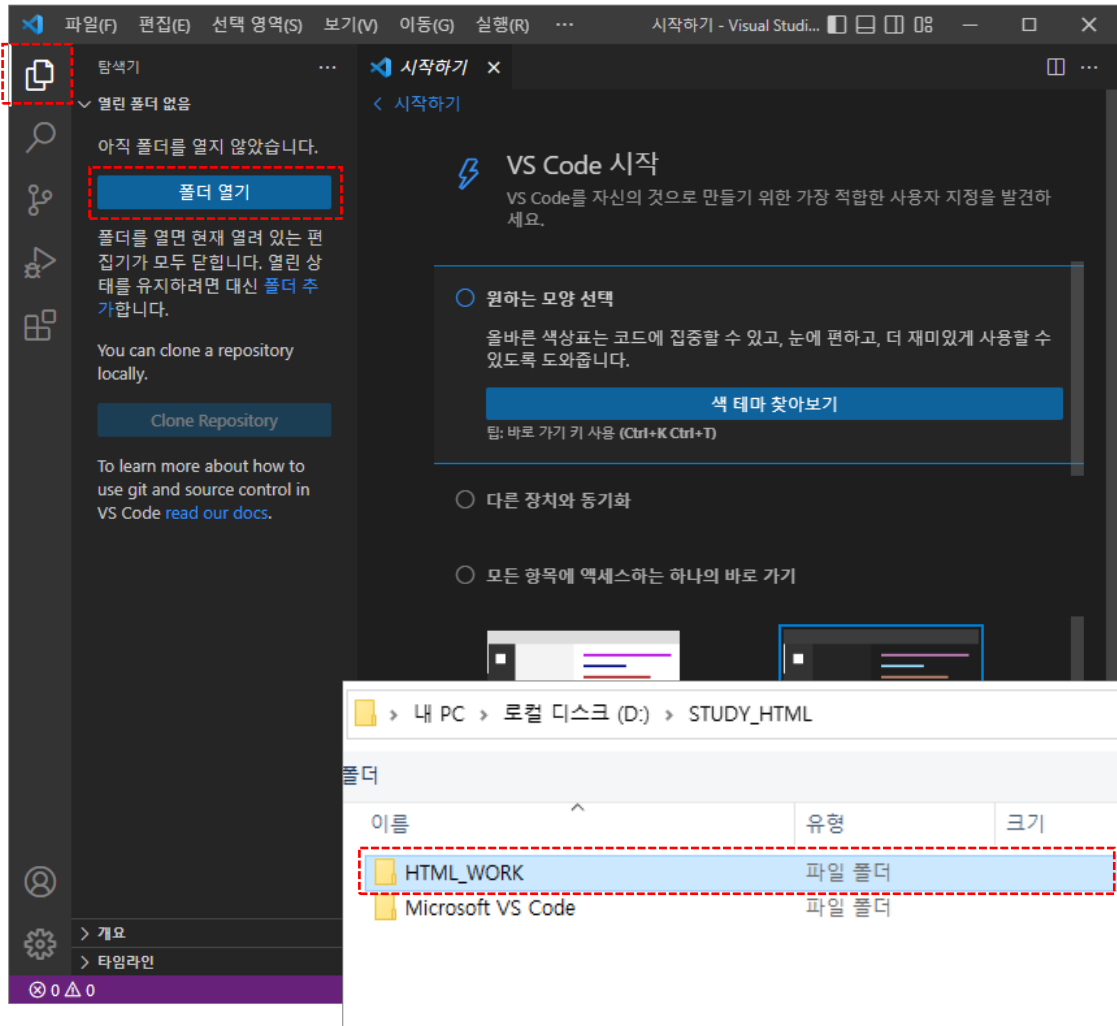 파일(F) 편집(E) 선택 영역(S) 보기(V) 이동(G) 실행(R) ··· 시작하기 - Visual Studi...
탐색기 ···
열린 폴더 없음
아직 폴더를 열지 않았습니다.
폴더 열기
폴더를 열면 현재 열려 있는 편
집기가 모두 닫힙니다. 열린 상
태를 유지하려면 대신 폴더 추
가합니다.
You can clone a repository
locally.
Clone Repository
To learn more about how to
use git and source control in
VS Code read our docs.
개요
타임라인
0 0
시작하기
시작하기
VS Code 시작
VS Code를 자신의 것으로 만들기 위한 가장 적합한 사용자 지정을 발견하
세요.
원하는 모양 선택
올바른 색상표는 코드에 집중할 수 있고, 눈에 편하고, 더 재미있게 사용할 수
있도록 도와줍니다.
색 테마 찾아보기
팁: 바로 가기 키 사용 (Ctrl+K Ctrl+T)
다른 장치와 동기화
모든 항목에 액세스하는 하나의 바로 가기
> 내 PC > 로컬 디스크 (D:) > STUDY_HTML
폴더
이름 유형 크기
HTML_WORK 파일 폴더
Microsoft VS Code 파일 폴더